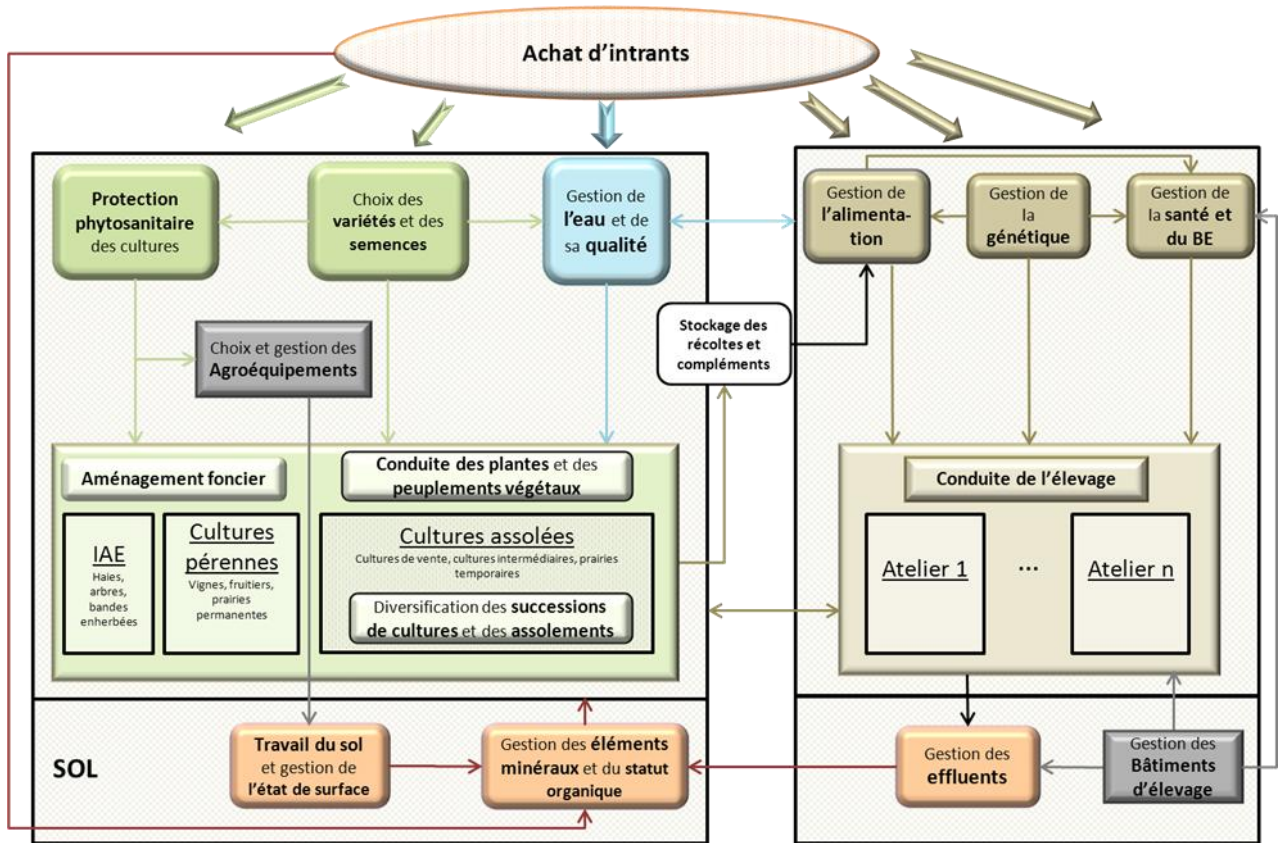 Achat d'intrants
Protection
phytosanitaire
des cultures
Choix des
variétés et des
semences
Gestion de
l'eau et de
sa qualité
Gestion de
l'alimenta-
tion
Gestion de
la
génétique
Gestion de
la santé et
du BE
Choix et gestion des
Agroéquipements
Stockage des
récoltes et
compléments
Aménagement foncier
Conduite des plantes et des
peuplements végétaux
IAE
Haies,
arbres,
bandes
enherbées
Cultures
pérennes
Vignes, fruitiers,
prairies
permanentes
Cultures assolées
Cultures de vente, cultures intermédiaires, prairies
temporaires
Diversification des successions
de cultures et des assolements
Conduite de l'élevage
Atelier 1
...
Atelier n
SOL
Travail du sol
et gestion de
l'état de surface
Gestion des éléments
minéraux et du statut
organique
Gestion des
effluents
Gestion des
Bâtiments
d'élevage